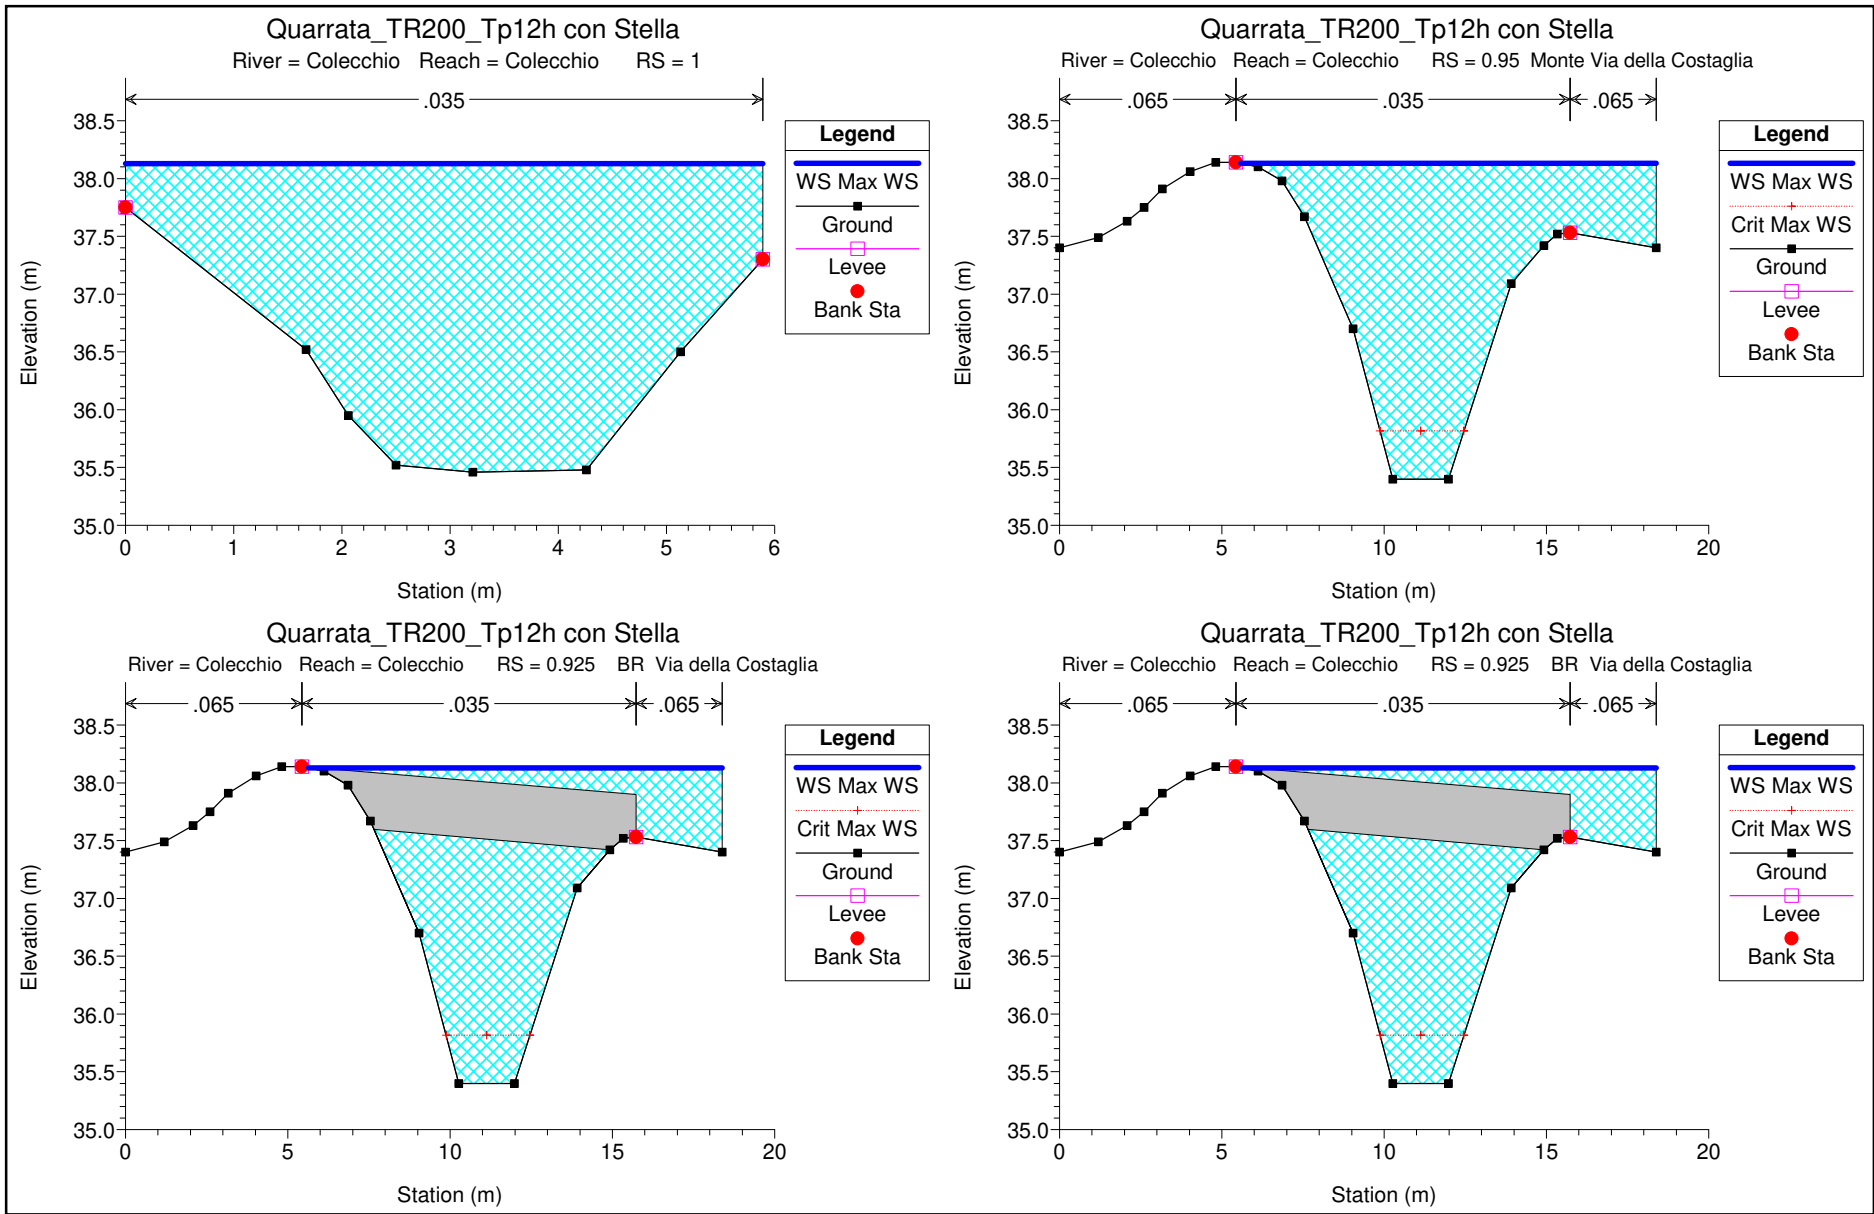 Quarrata_TR200_Tp12h con Stella
River = Colecchio Reach = Colecchio RS = 1
.035
38.5
38.0
37.5
37.0
36.5
36.0
35.5
35.0
Elevation (m)
0 1 2 3 4 5 6
Station (m)
Legend
WS Max WS
Ground
Levee
Bank Sta
Quarrata_TR200_Tp12h con Stella
River = Colecchio Reach = Colecchio RS = 0.95 Monte Via della Costaglia
.065 .035 .065
38.5
38.0
37.5
37.0
36.5
36.0
35.5
35.0
Elevation (m)
0 5 10 15 20
Station (m)
Legend
WS Max WS
Crit Max WS
Ground
Levee
Bank Sta
Quarrata_TR200_Tp12h con Stella
River = Colecchio Reach = Colecchio RS = 0.925 BR Via della Costaglia
.065 .035 .065
38.5
38.0
37.5
37.0
36.5
36.0
35.5
35.0
Elevation (m)
0 5 10 15 20
Station (m)
Legend
WS Max WS
Crit Max WS
Ground
Levee
Bank Sta
Quarrata_TR200_Tp12h con Stella
River = Colecchio Reach = Colecchio RS = 0.925 BR Via della Costaglia
.065 .035 .065
38.5
38.0
37.5
37.0
36.5
36.0
35.5
35.0
Elevation (m)
0 5 10 15 20
Station (m)
Legend
WS Max WS
Crit Max WS
Ground
Levee
Bank Sta